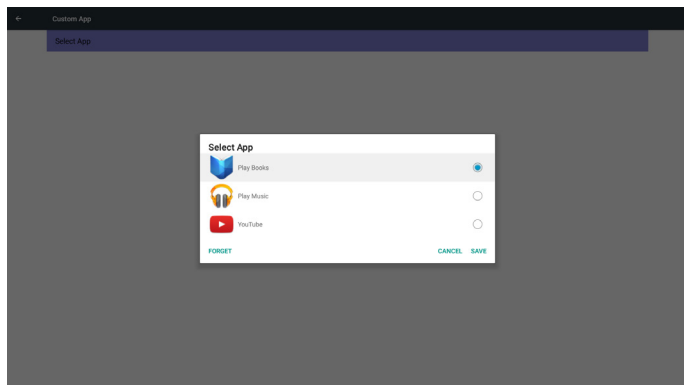 Custom App
Select App
Select App
Play Books
Play Music
YouTube
FORGET CANCEL SAVE